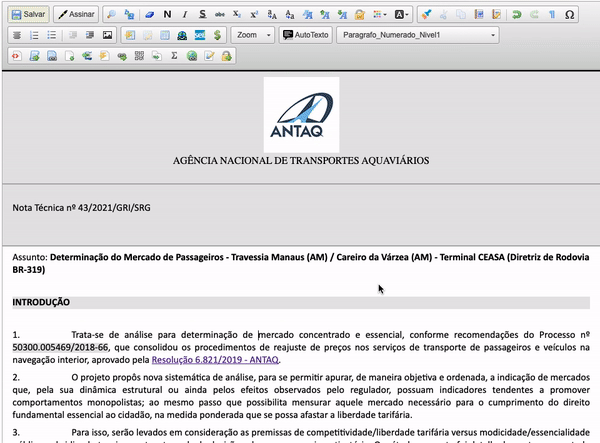 Salvar Assinar N I S abc X₂ X² aA Aa A
Zoom AutoTexto Paragrafo_Numerado_Nivel1
ANTAQ
AGÊNCIA NACIONAL DE TRANSPORTES AQUAVIÁRIOS
Nota Técnica nº 43/2021/GRI/SRG
Assunto: Determinação do Mercado de Passageiros - Travessia Manaus (AM) / Careiro da Várzea (AM) - Terminal CEASA (Diretriz de Rodovia
BR-319)
INTRODUÇÃO
1. Trata-se de análise para determinação de mercado concentrado e essencial, conforme recomendações do Processo nº
50300.005469/2018-66, que consolidou os procedimentos de reajuste de preços nos serviços de transporte de passageiros e veículos na
navegação interior, aprovado pela Resolução 6.821/2019 - ANTAQ.
2. O projeto propôs nova sistemática de análise, para se permitir apurar, de maneira objetiva e ordenada, a indicação de mercados
que, pela sua dinâmica estrutural ou ainda pelos efeitos observados pelo regulador, possuam indicadores tendentes a promover
comportamentos monopolistas; ao mesmo passo que possibilita mensurar aquele mercado necessário para o cumprimento do direito
fundamental essencial ao cidadão, na medida ponderada que se possa afastar a liberdade tarifária.
3. Para isso, serão levados em consideração as premissas de competitividade/liberdade tarifária versus modicidade/essencialidade